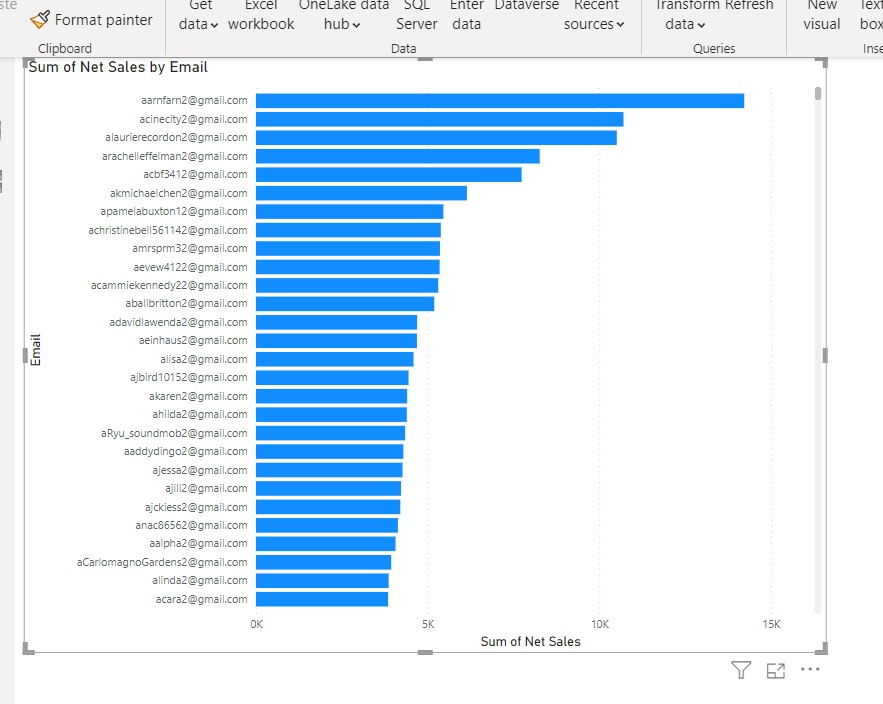 Format painter
Get data
Excel workbook
OneLake data hub
SQL Server
Enter data
Dataverse
Recent sources
Transform data
Refresh
New visual
Clipboard
Data
Queries
Sum of Net Sales by Email
Email
aarnfarn2@gmail.com
acinecity2@gmail.com
alaurierecordon2@gmail.com
arachelleffelman2@gmail.com
acbf3412@gmail.com
akmichaelchen2@gmail.com
apamelabuxton12@gmail.com
achristinebell561142@gmail.com
amrsprm32@gmail.com
aevew4122@gmail.com
acammiekennedy22@gmail.com
aballbritton2@gmail.com
adavidlawenda2@gmail.com
aeinhaus2@gmail.com
alisa2@gmail.com
ajbird10152@gmail.com
akaren2@gmail.com
ahilda2@gmail.com
aRyu_soundmob2@gmail.com
aaddydingo2@gmail.com
ajessa2@gmail.com
ajill2@gmail.com
ajckiess2@gmail.com
anac86562@gmail.com
aalpha2@gmail.com
aCarlomagnoGardens2@gmail.com
alinda2@gmail.com
acara2@gmail.com
0K 5K 10K 15K
Sum of Net Sales